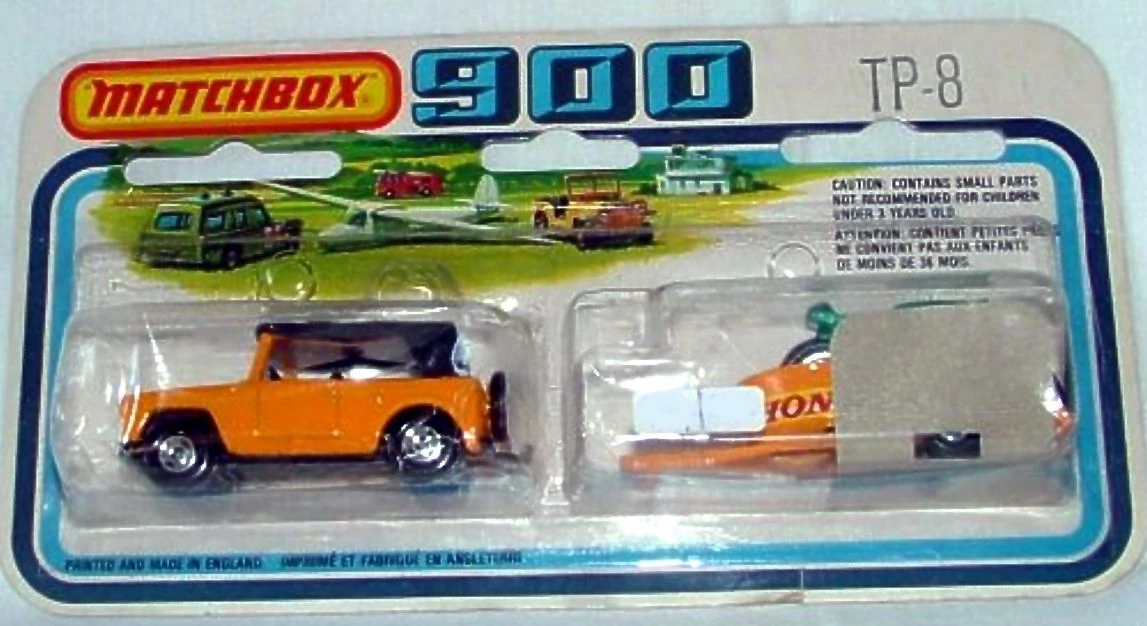 MATCHBOX
900
TP-8
CAUTION: CONTAINS SMALL PARTS
NOT RECOMMENDED FOR CHILDREN
UNDER 3 YEARS OLD
ATTENTION: CONTIENT PETITES
NE CONVIENT PAS AUX ENFANTS
DE MOINS DE 36 MOIS.
PRINTED AND MADE IN ENGLAND IMPRIMÉ ET FABRIQUÉ EN ANGLETERRE